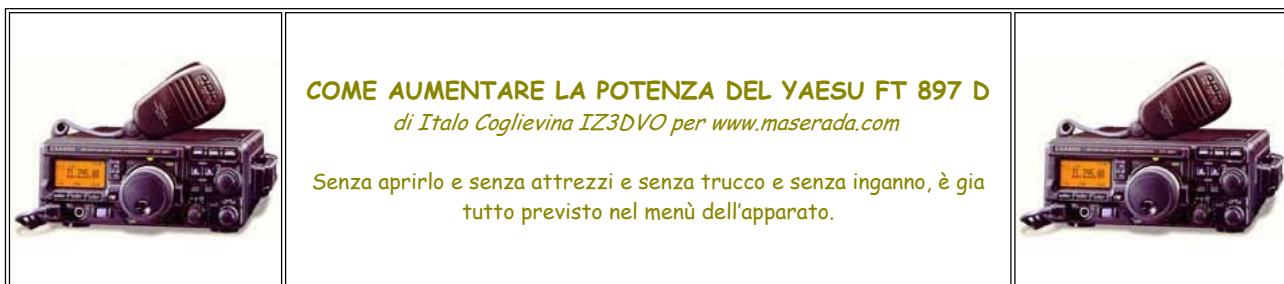 COME AUMENTARE LA POTENZA DEL YAESU FT 897 D
di Italo Coglievina IZ3DVO per www.maserada.com
Senza aprirlo e senza attrezzi e senza trucco e senza inganno, è gia
tutto previsto nel menù dell'apparato.